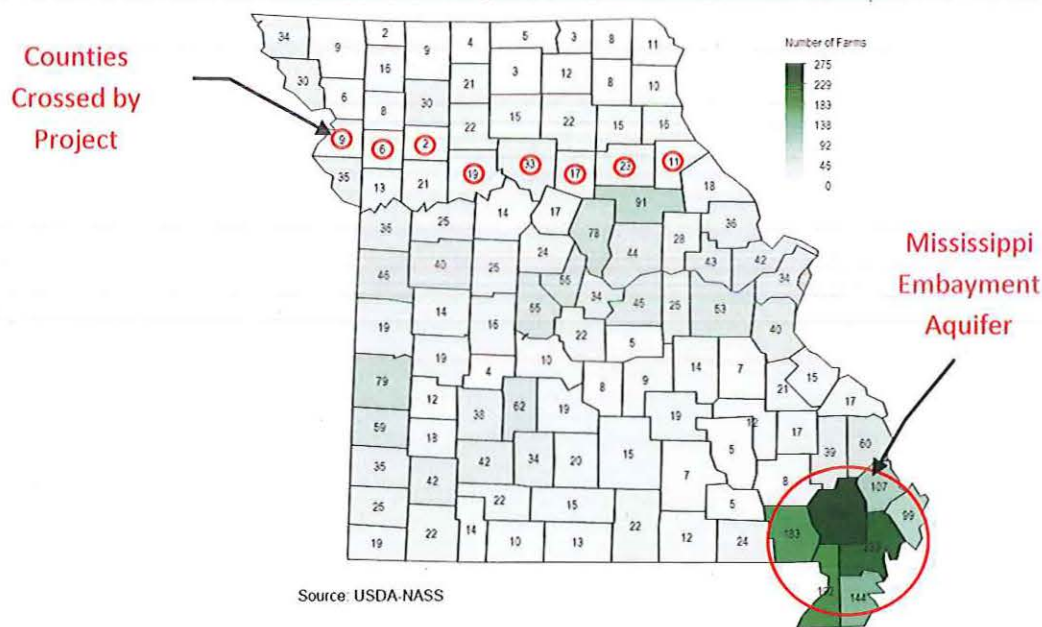 Counties
Crossed by
Project
Number of Farms
275
229
183
138
92
45
0
34 9 2 9 4 5 3 8 11
30 16 21 3 12 8 10
6 8 30 22 15 22 15 16
9 6 2 19 33 17 23 11
35 13 21 18
36 25 14 17 78 91 28 36
46 40 25 24 55 44 43 42 34
19 14 16 55 34 45 25 53 40
22 5
79 19 4 10 8 9 14 7 21 15
12 17
59 18 38 62 19 19 12 17 39 60
35 42 42 34 20 15 7 5 8 107
25 22 15 5 99
19 22 14 10 13 22 12 24 183
144
Mississippi
Embayment
Aquifer
Source: USDA-NASS